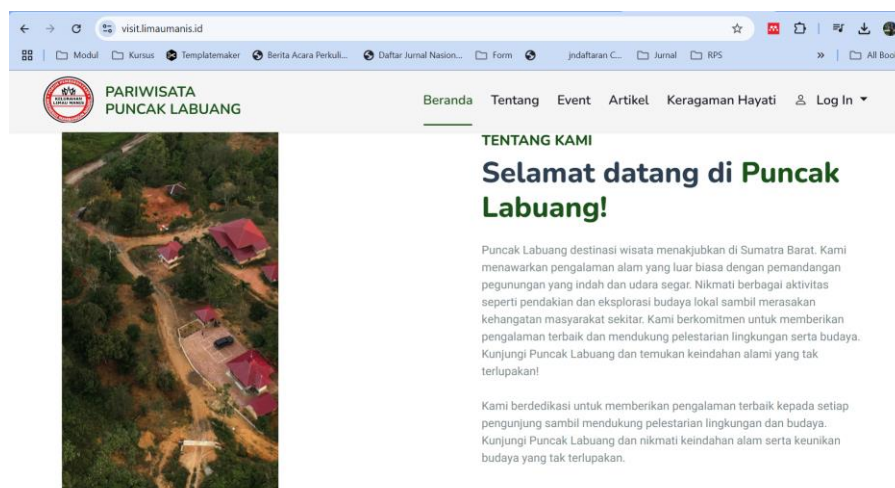 visit.limaumanis.id
Modul Kursus Templatemaker Berita Acara Perkuli... Daftar Jurnal Nasion... Form jndaftaran C... Jurnal RPS » All Boo
KELURAHAN
LIMAU MANIS
PARIWISATA
PUNCAK LABUANG
Beranda Tentang Event Artikel Keragaman Hayati Log In
TENTANG KAMI
Selamat datang di Puncak
Labuang!
Puncak Labuang destinasi wisata menakjubkan di Sumatra Barat. Kami
menawarkan pengalaman alam yang luar biasa dengan pemandangan
pegunungan yang indah dan udara segar. Nikmati berbagai aktivitas
seperti pendakian dan eksplorasi budaya lokal sambil merasakan
kehangatan masyarakat sekitar. Kami berkomitmen untuk memberikan
pengalaman terbaik dan mendukung pelestarian lingkungan serta budaya.
Kunjungi Puncak Labuang dan temukan keindahan alami yang tak
terlupakan!
Kami berdedikasi untuk memberikan pengalaman terbaik kepada setiap
pengunjung sambil mendukung pelestarian lingkungan dan budaya.
Kunjungi Puncak Labuang dan nikmati keindahan alam serta keunikan
budaya yang tak terlupakan.